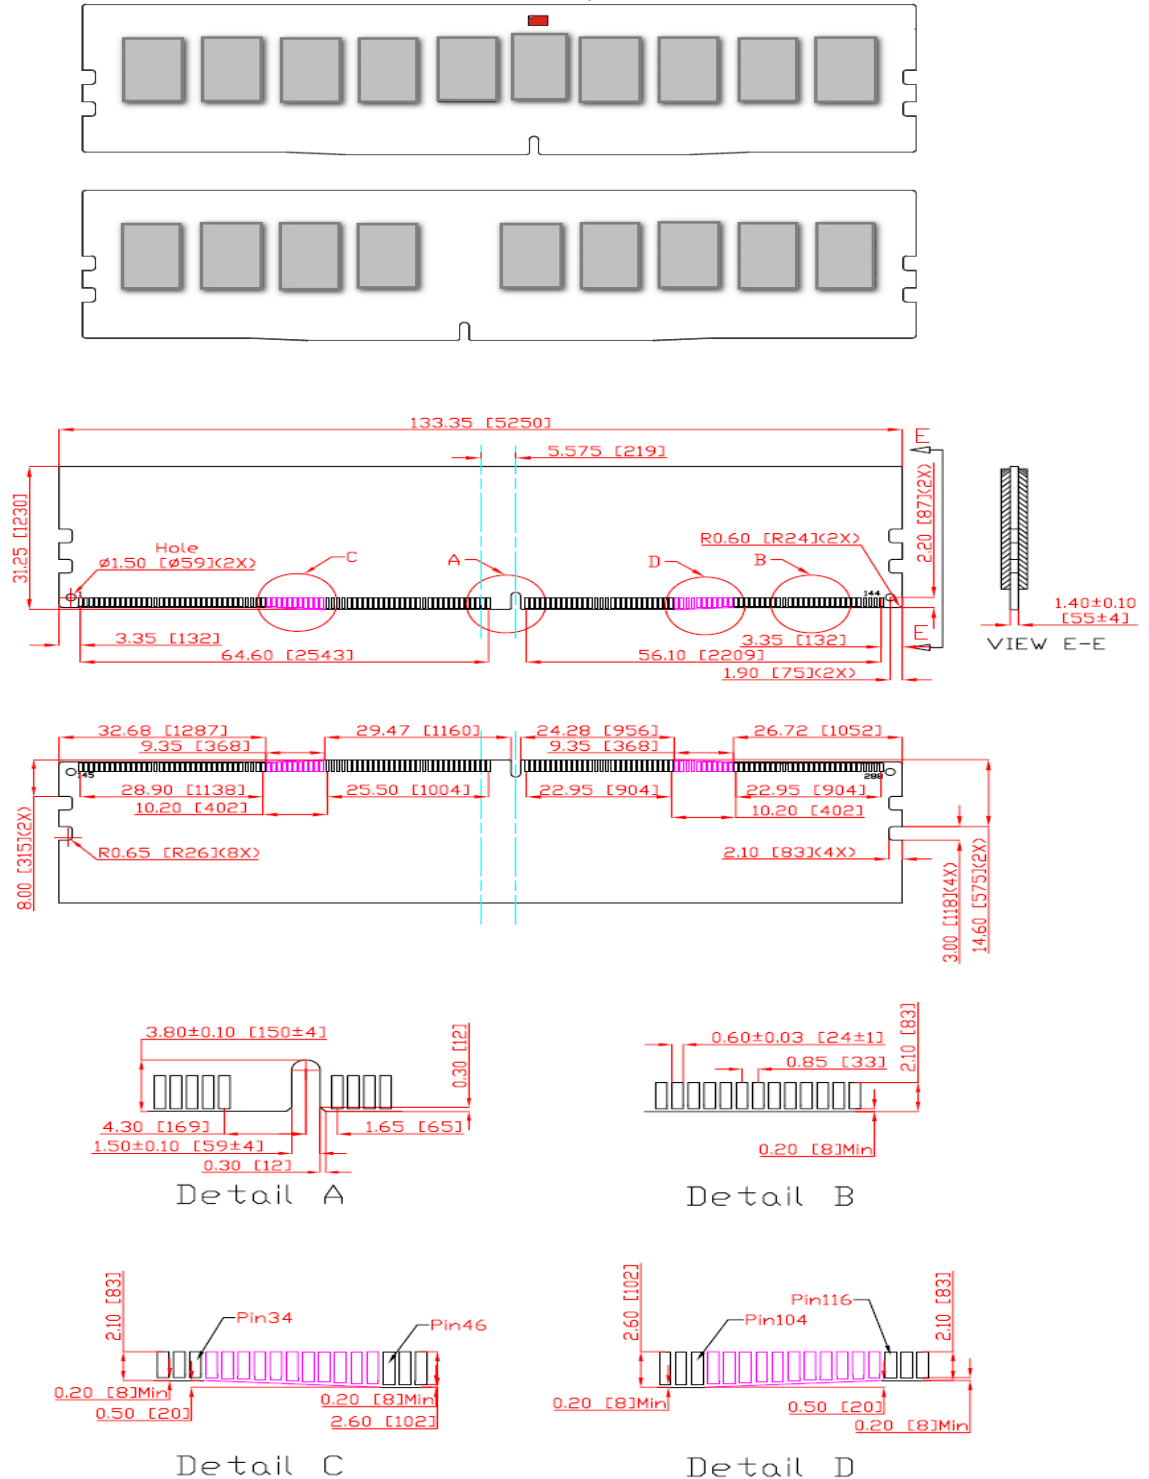 133.35 [5250]
5.575 [219]
E
31.25 [1230]
2.20 [87](2X)
Hole
Ø1.50 [Ø59](2X)
C
A
D
B
R0.60 [R24](2X)
1
144
3.35 [132]
64.60 [2543]
56.10 [2209]
3.35 [132]
E
1.90 [75](2X)
1.40±0.10
[55±4]
VIEW E-E
32.68 [1287]
29.47 [1160]
24.28 [956]
26.72 [1052]
9.35 [368]
9.35 [368]
145
288
28.90 [1138]
25.50 [1004]
22.95 [904]
22.95 [904]
10.20 [402]
10.20 [402]
8.00 [315](2X)
R0.65 [R26](8X)
2.10 [83](4X)
3.00 [118](4X)
14.60 [575](2X)
3.80±0.10 [150±4]
0.30 [12]
4.30 [169]
1.65 [65]
1.50±0.10 [59±4]
0.30 [12]
Detail A
0.60±0.03 [24±1]
0.85 [33]
2.10 [83]
0.20 [8]Min
Detail B
2.10 [83]
Pin34
Pin46
0.20 [8]Min
0.20 [8]Min
0.50 [20]
2.60 [102]
Detail C
2.60 [102]
Pin116
Pin104
2.10 [83]
0.20 [8]Min
0.50 [20]
0.20 [8]Min
Detail D